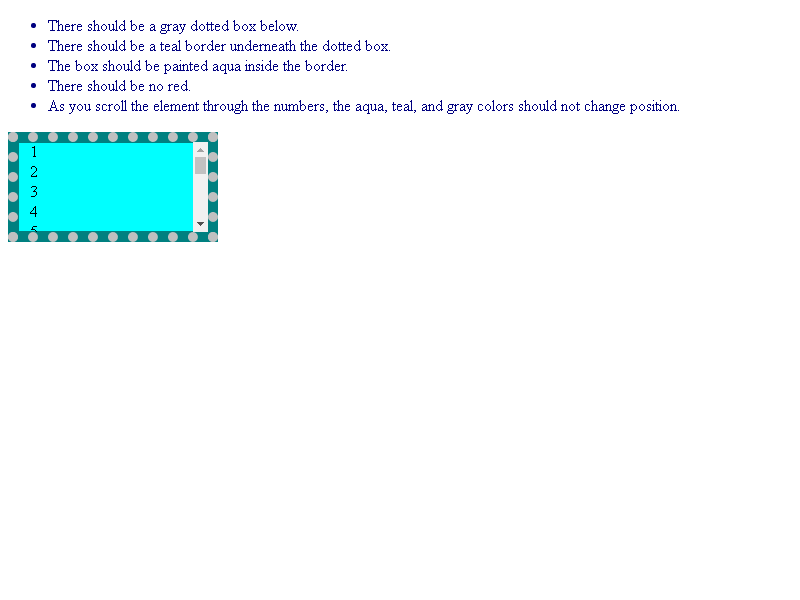 There should be a gray dotted box below.
There should be a teal border underneath the dotted box.
The box should be painted aqua inside the border.
There should be no red.
As you scroll the element through the numbers, the aqua, teal, and gray colors should not change position.
1
2
3
4